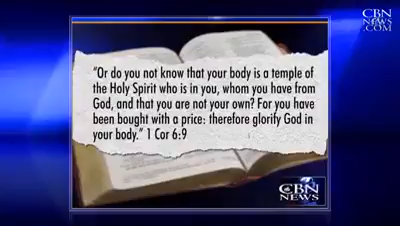 CBN
NEWS
.COM
“Or do you not know that your body is a temple of
the Holy Spirit who is in you, whom you have from
God, and that you are not your own? For you have
been bought with a price: therefore glorify God in
your body.” 1 Cor 6:9
CBN
NEWS